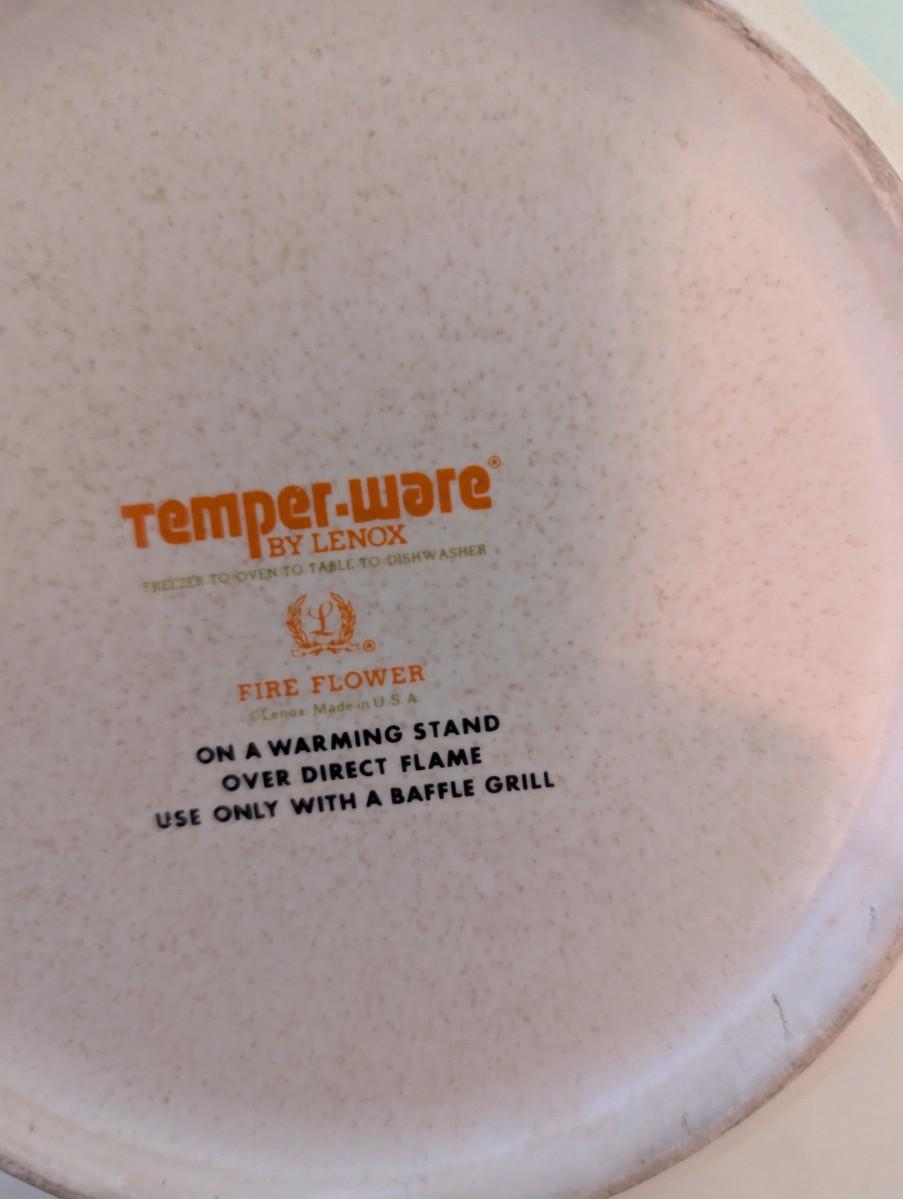 Temper-ware®
BY LENOX
FREEZER TO OVEN TO TABLE TO DISHWASHER
L ®
FIRE FLOWER
©Lenox Made in U.S.A.
ON A WARMING STAND
OVER DIRECT FLAME
USE ONLY WITH A BAFFLE GRILL